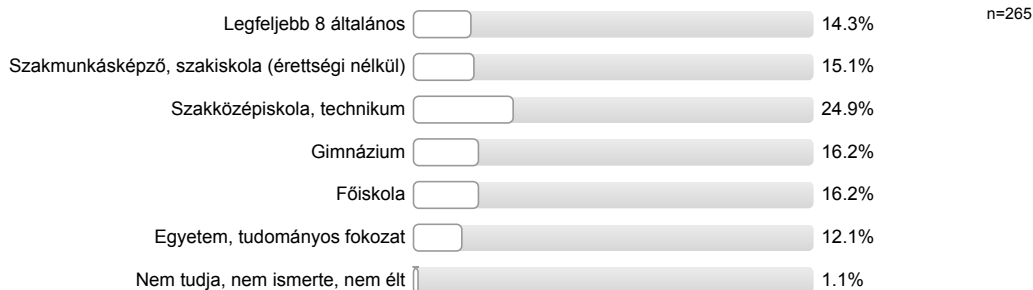 Legfeljebb 8 általános 14.3% n=265
Szakmunkásképző, szakiskola (érettségi nélkül) 15.1%
Szakközépiskola, technikum 24.9%
Gimnázium 16.2%
Főiskola 16.2%
Egyetem, tudományos fokozat 12.1%
Nem tudja, nem ismerte, nem élt 1.1%